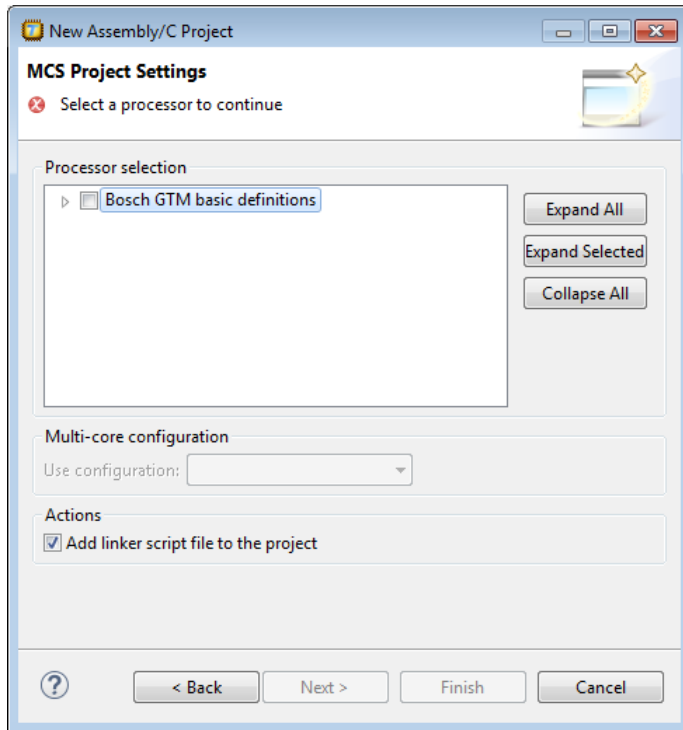 New Assembly/C Project
MCS Project Settings
Select a processor to continue
Processor selection
Bosch GTM basic definitions
Expand All
Expand Selected
Collapse All
Multi-core configuration
Use configuration:
Actions
Add linker script file to the project
?
< Back
Next >
Finish
Cancel